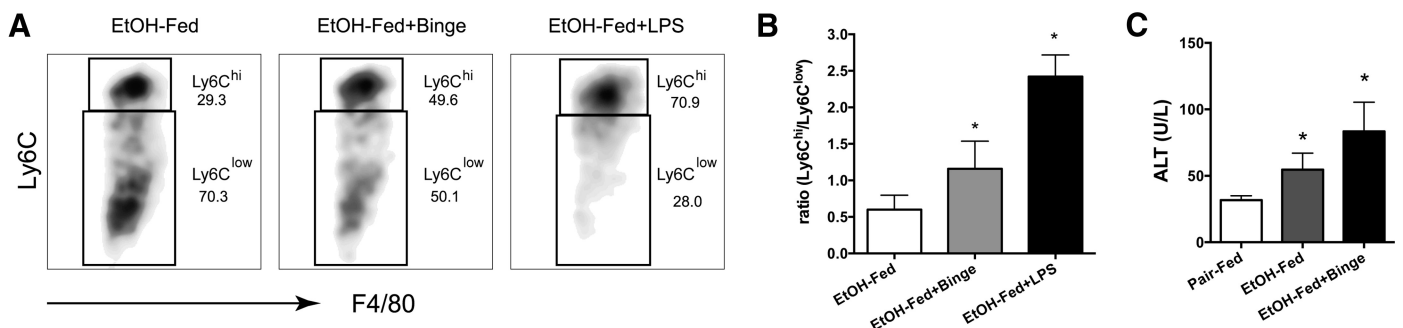 A
EtOH-Fed
EtOH-Fed+Binge
EtOH-Fed+LPS
Ly6C
Ly6Chi
29.3
Ly6Clow
70.3
Ly6Chi
49.6
Ly6Clow
50.1
Ly6Chi
70.9
Ly6Clow
28.0
F4/80
B
ratio (Ly6Chi/Ly6Clow)
3.0
2.5
2.0
1.5
1.0
0.5
0.0
*
*
EtOH-Fed
EtOH-Fed+Binge
EtOH-Fed+LPS
C
ALT (U/L)
150
100
50
0
*
*
Pair-Fed
EtOH-Fed
EtOH-Fed+Binge